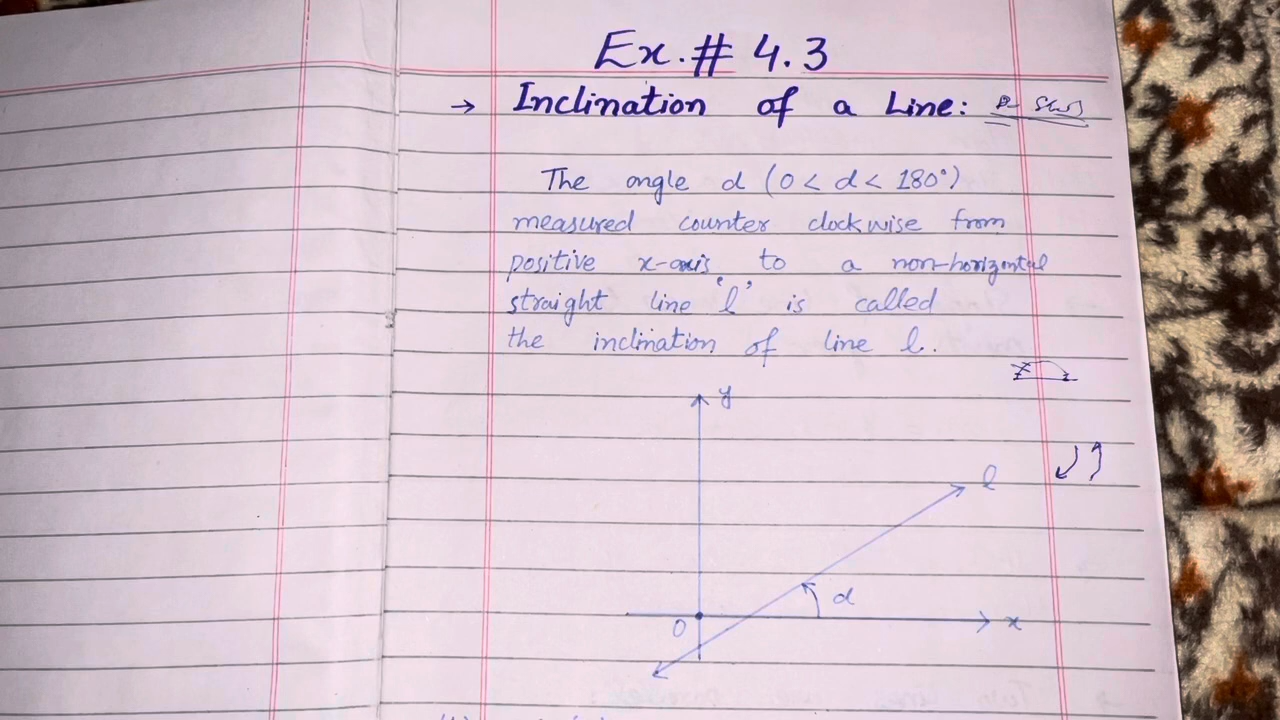 Ex. # 4.3
→ Inclination of a Line:
The angle α (0 < α < 180°)
measured counter clockwise from
positive x-axis to a non-horizontal
straight line 'l' is called
the inclination of line l.
y
l
α
O
x